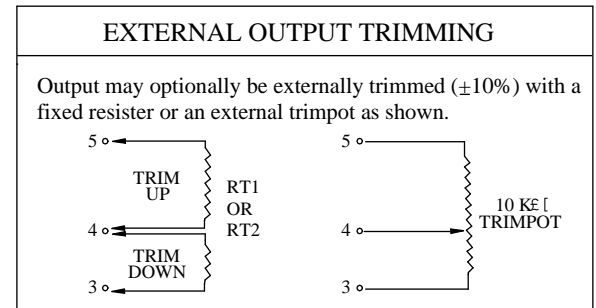 EXTERNAL OUTPUT TRIMMING
Output may optionally be externally trimmed (±10%) with a
fixed resister or an external trimpot as shown.
5
TRIM
UP
RT1
OR
RT2
4
TRIM
DOWN
3
5
10 K£ [
TRIMPOT
4
3